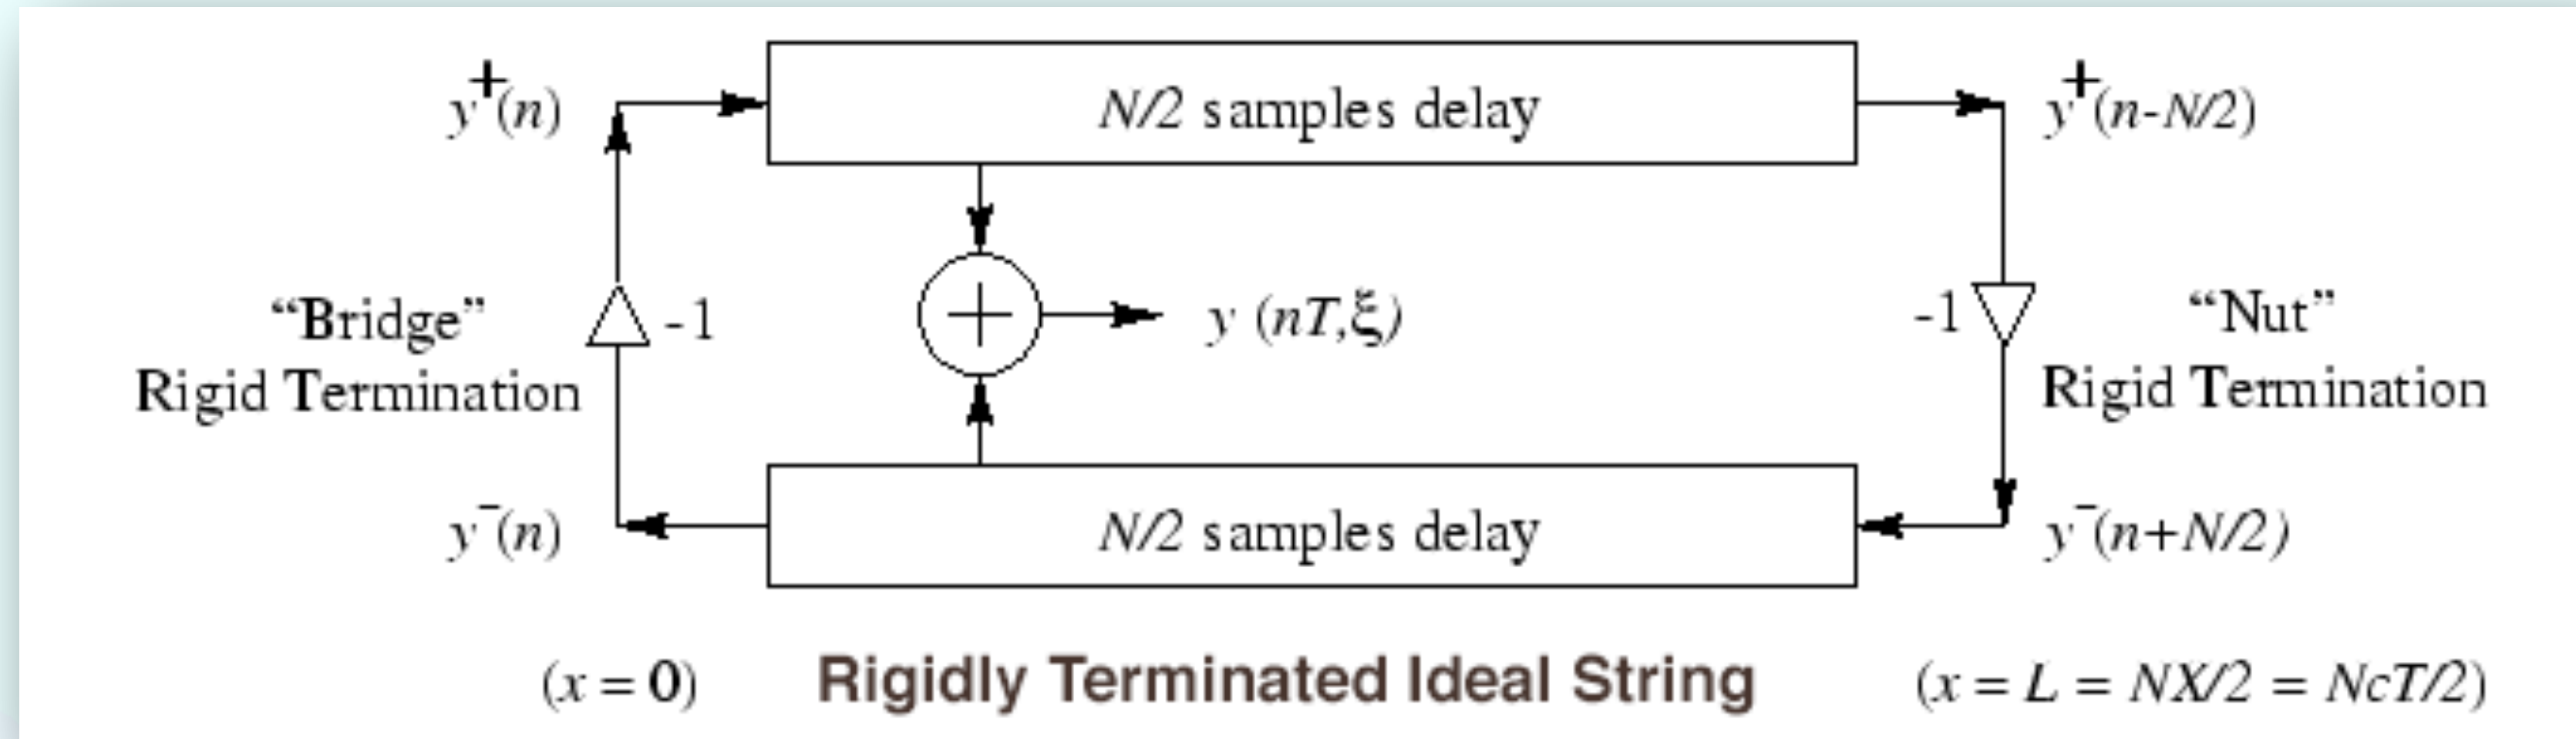 y⁺(n)
N/2 samples delay
y⁺(n-N/2)
“Bridge”
Rigid Termination
-1
+
y (nT,ξ)
-1
“Nut”
Rigid Termination
y⁻(n)
N/2 samples delay
y⁻(n+N/2)
(x = 0)
Rigidly Terminated Ideal String
(x = L = NX/2 = NcT/2)